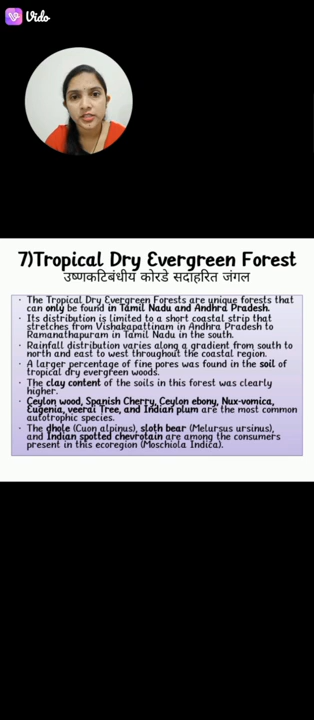 Vido
7)Tropical Dry Evergreen Forest
उष्णकटिबंधीय कोरडे सदाहरित जंगल
• The Tropical Dry Evergreen Forests are unique forests that
can only be found in Tamil Nadu and Andhra Pradesh.
• Its distribution is limited to a short coastal strip that
stretches from Vishakapattinam in Andhra Pradesh to
Ramanathapuram in Tamil Nadu in the south.
• Rainfall distribution varies along a gradient from south to
north and east to west throughout the coastal region.
• A larger percentage of fine pores was found in the soil of
tropical dry evergreen woods.
• The clay content of the soils in this forest was clearly
higher.
• Ceylon wood, Spanish Cherry, Ceylon ebony, Nux-vomica,
Eugenia, veerai Tree, and Indian plum are the most common
autotrophic species.
• The dhole (Cuon alpinus), sloth bear (Melursus ursinus),
and Indian spotted chevrotain are among the consumers
present in this ecoregion (Moschiola Indica).